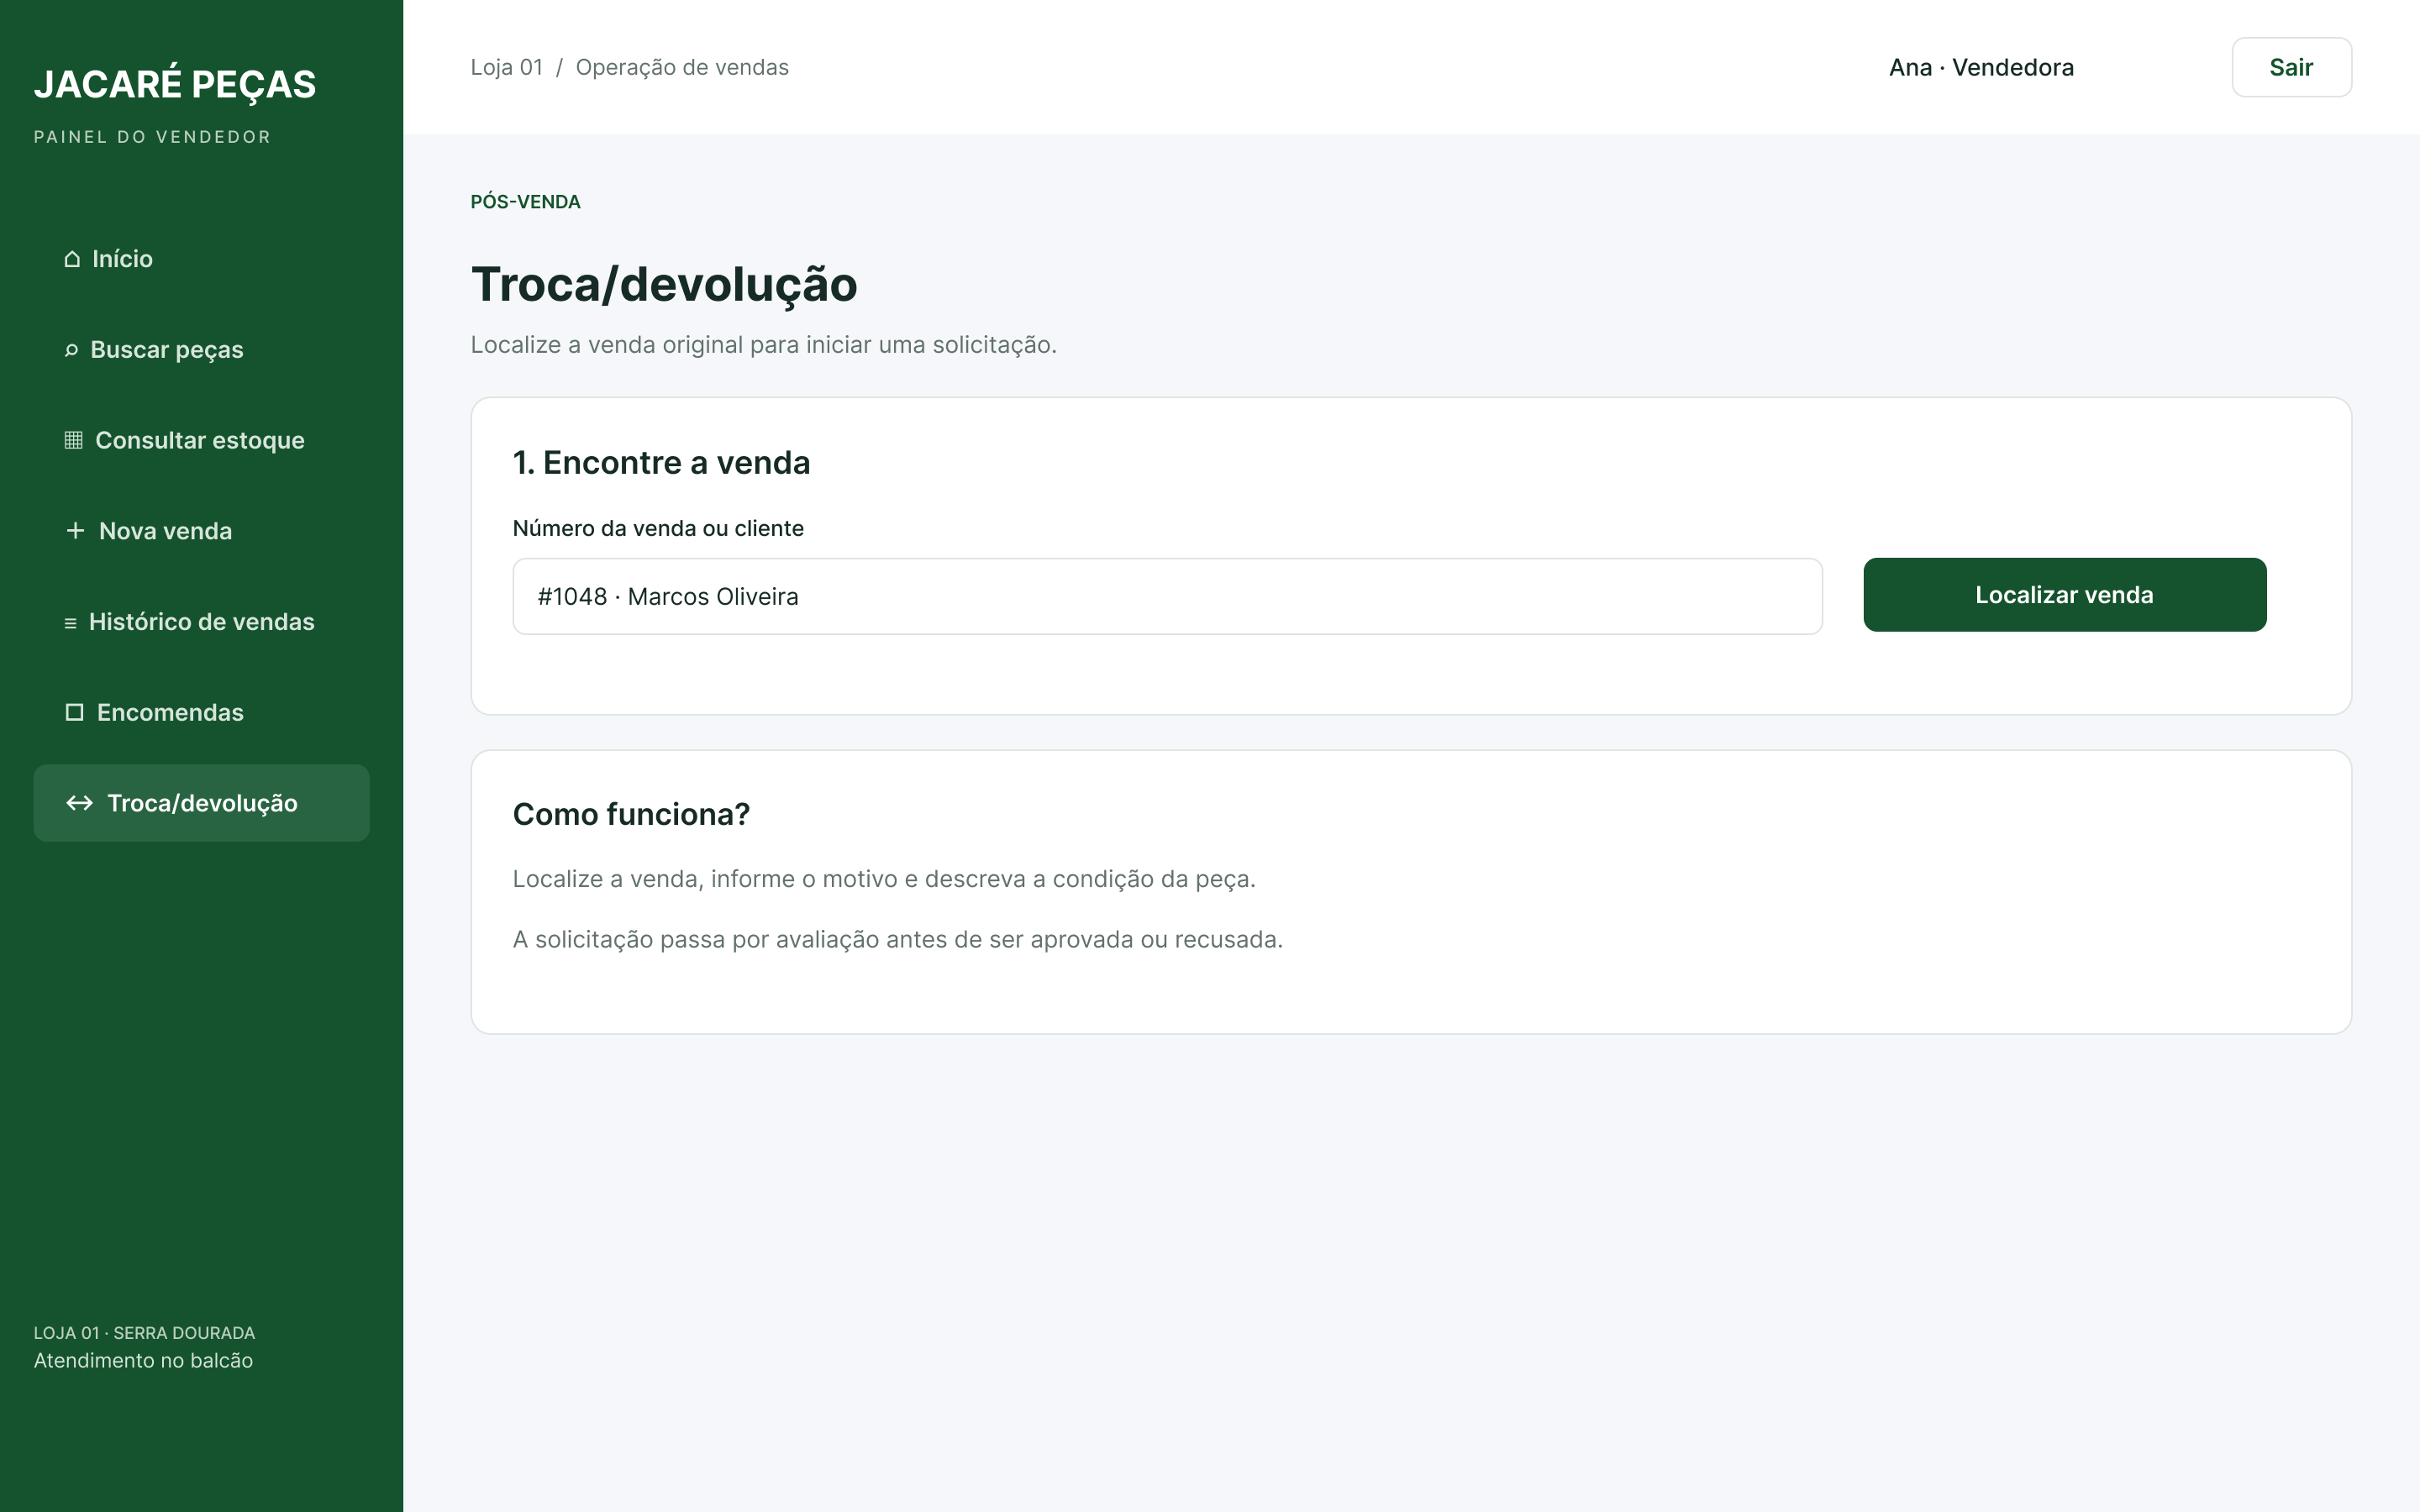 JACARÉ PEÇAS
PAINEL DO VENDEDOR
Início
Buscar peças
Consultar estoque
+ Nova venda
Histórico de vendas
Encomendas
↔ Troca/devolução
LOJA 01 · SERRA DOURADA
Atendimento no balcão
Loja 01 / Operação de vendas
Ana · Vendedora
Sair
PÓS-VENDA
Troca/devolução
Localize a venda original para iniciar uma solicitação.
1. Encontre a venda
Número da venda ou cliente
#1048 · Marcos Oliveira
Localizar venda
Como funciona?
Localize a venda, informe o motivo e descreva a condição da peça.
A solicitação passa por avaliação antes de ser aprovada ou recusada.